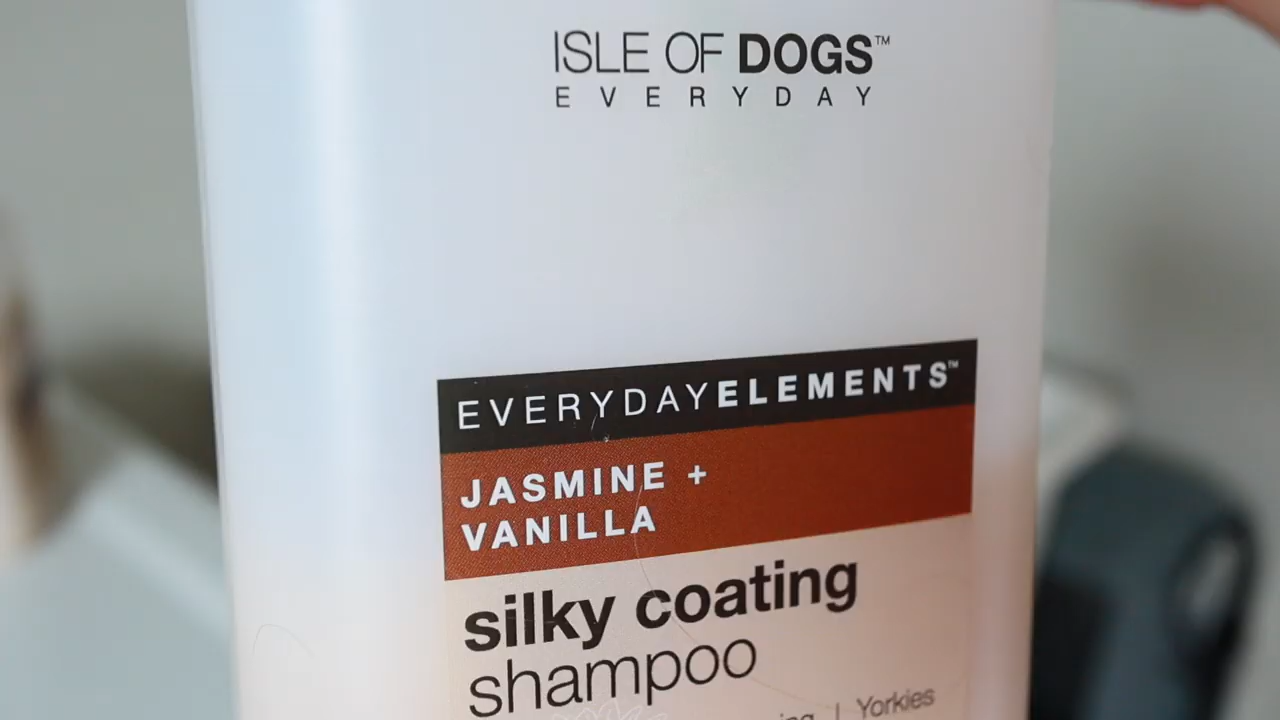 ISLE OF DOGS™
EVERYDAY
EVERYDAYELEMENTS™
JASMINE +
VANILLA
silky coating
shampoo
| Yorkies